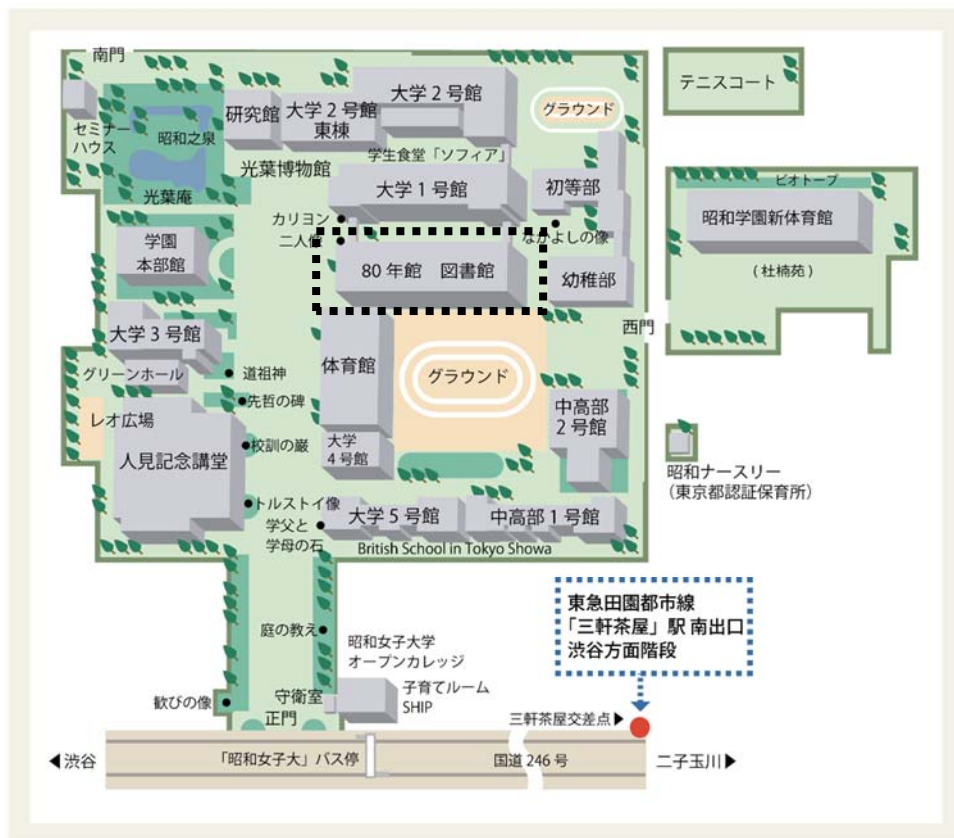 南門
テニスコート
大学2号館
研究館
大学2号館
東棟
グラウンド
セミナー
ハウス
昭和之泉
学生食堂「ソフィア」
光葉博物館
大学1号館
初等部
ビオトープ
光葉庵
昭和学園新体育館
カリヨン
二人像
なかよしの像
学園
本部館
80年館 図書館
幼稚部
(杜楠苑)
西門
大学3号館
体育館
グラウンド
グリーンホール
道祖神
先哲の碑
中高部
2号館
レオ広場
人見記念講堂
校訓の巌
大学
4号館
昭和ナースリー
(東京都認証保育所)
トルストイ像
学父と
学母の石
大学5号館
中高部1号館
British School in Tokyo Showa
東急田園都市線
「三軒茶屋」駅 南出口
渋谷方面階段
庭の教え
昭和女子大学
オープンカレッジ
子育てルーム
SHIP
歓びの像
守衛室
正門
三軒茶屋交差点▶
◀渋谷
「昭和女子大」バス停
国道246号
二子玉川▶